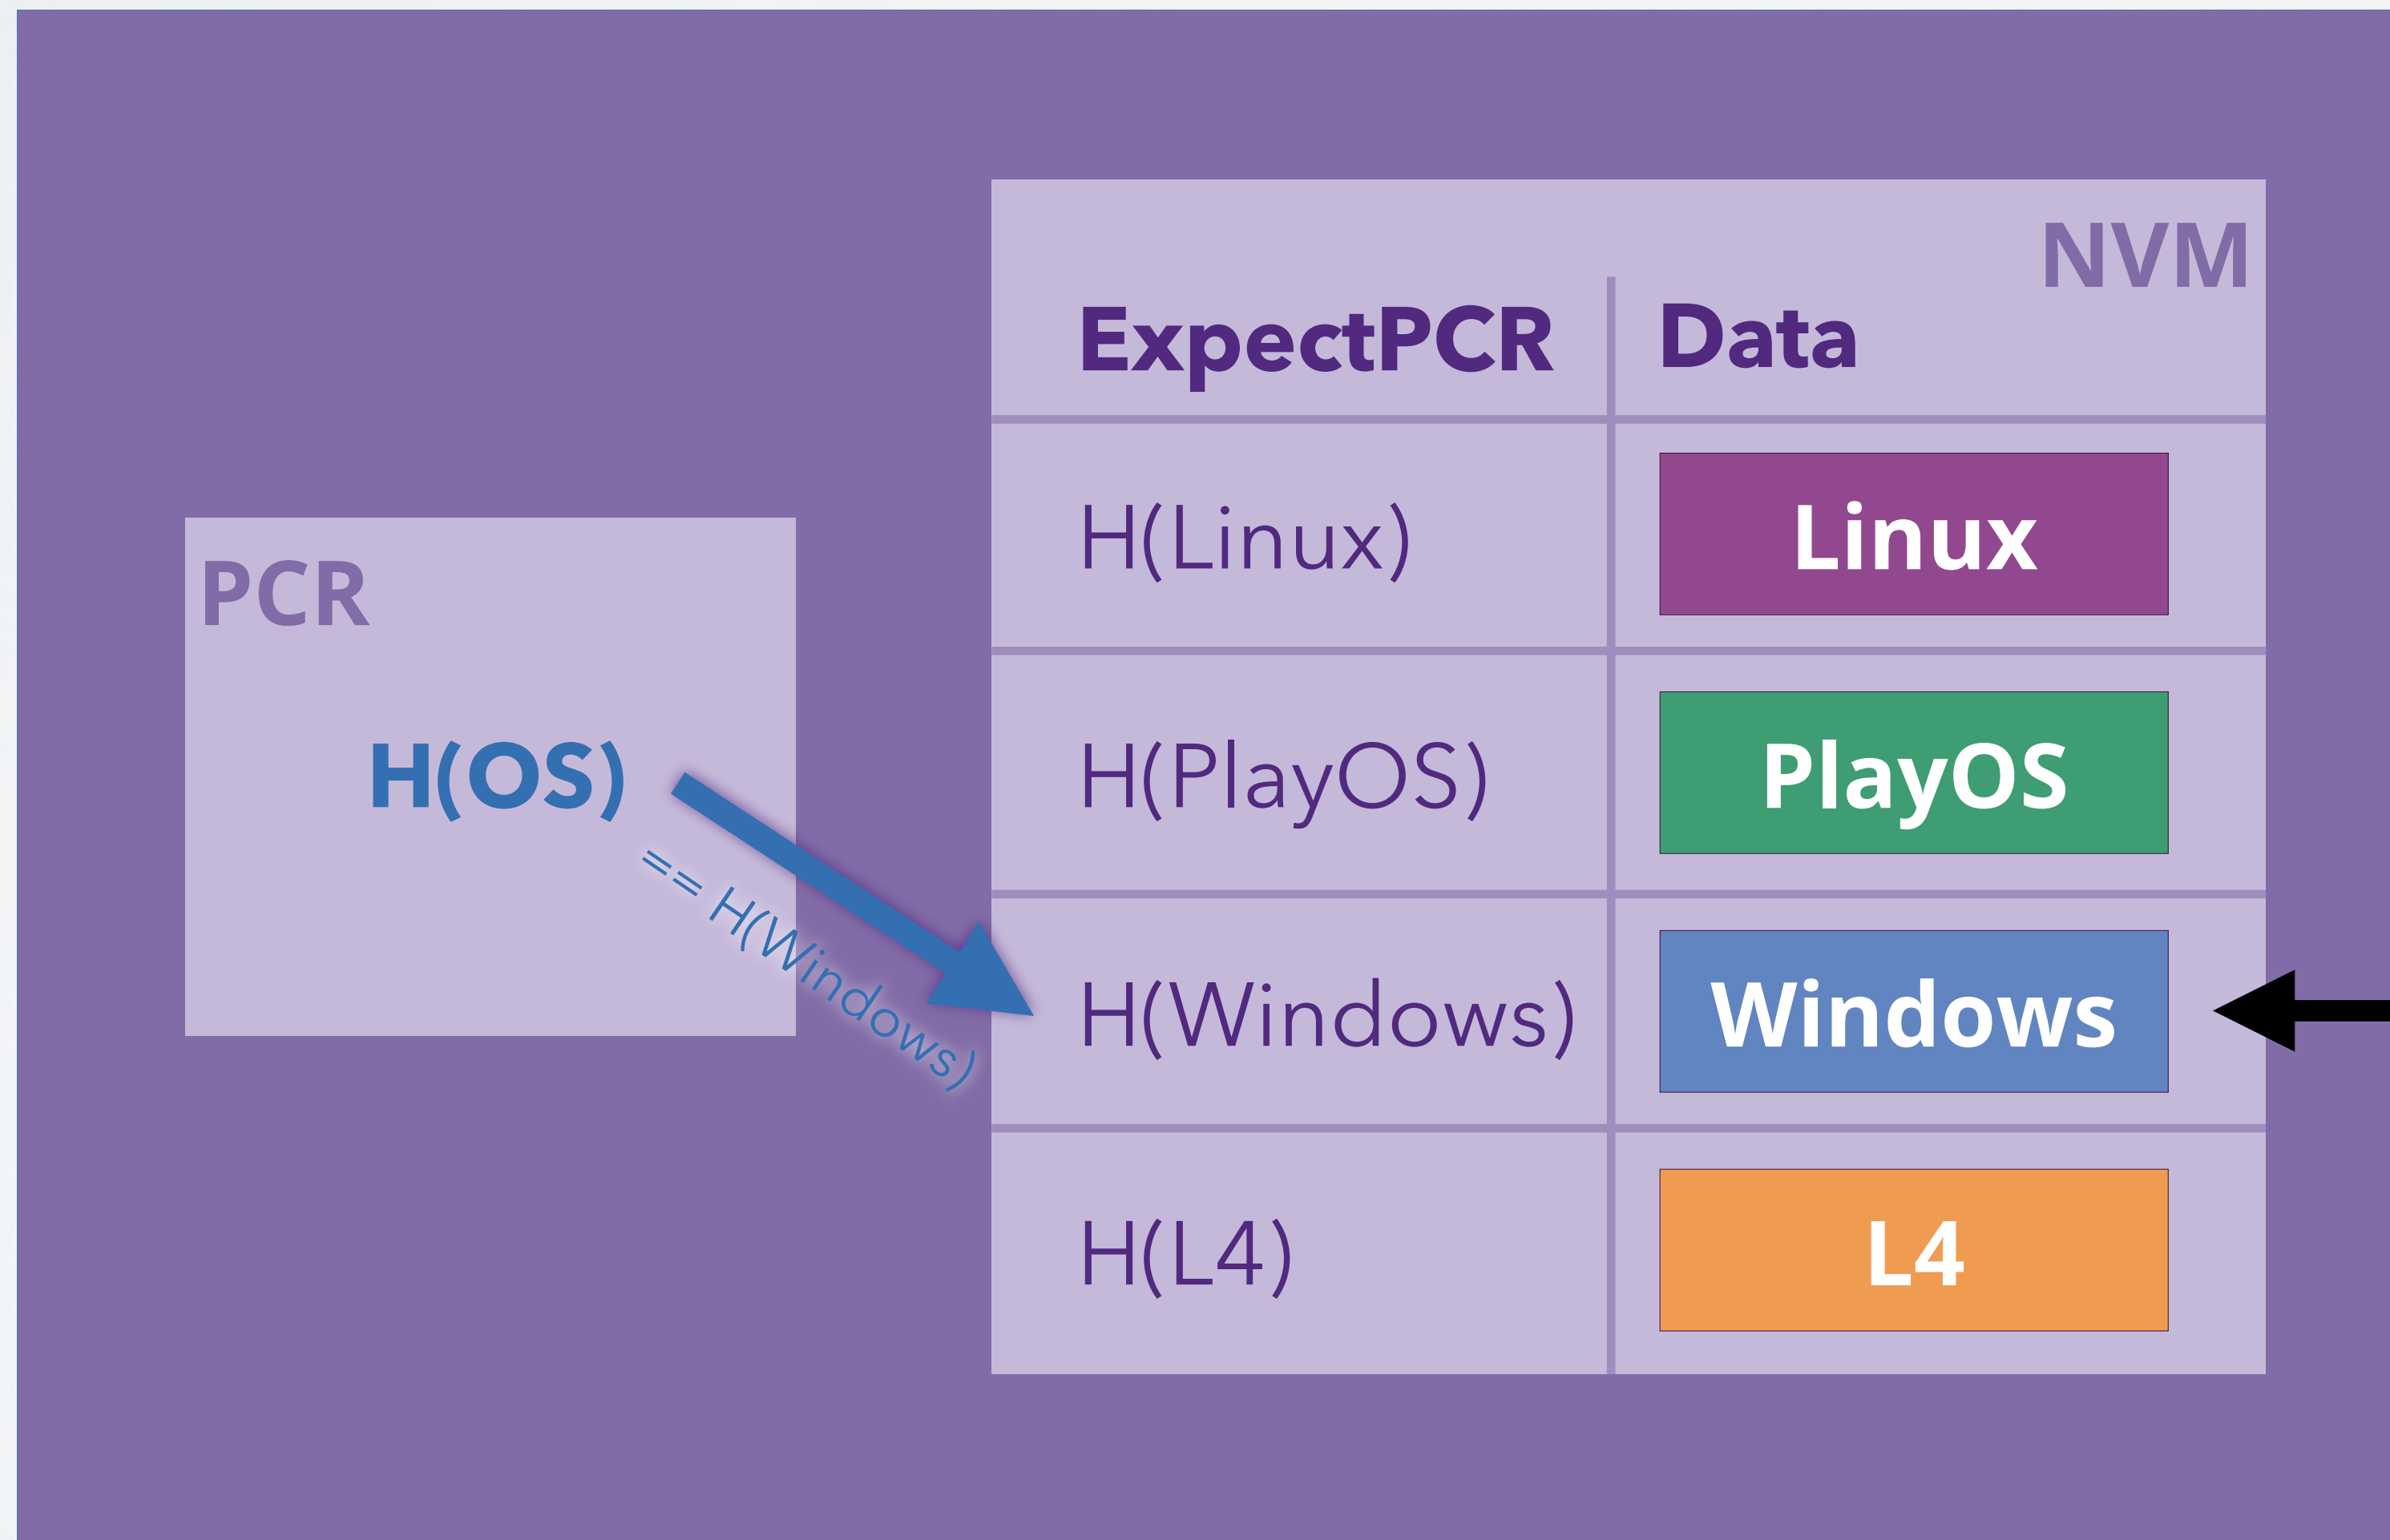 NVM
ExpectPCR Data
H(Linux) Linux
PCR
H(OS)
H(PlayOS) PlayOS
== H(Windows)
H(Windows) Windows
H(L4) L4